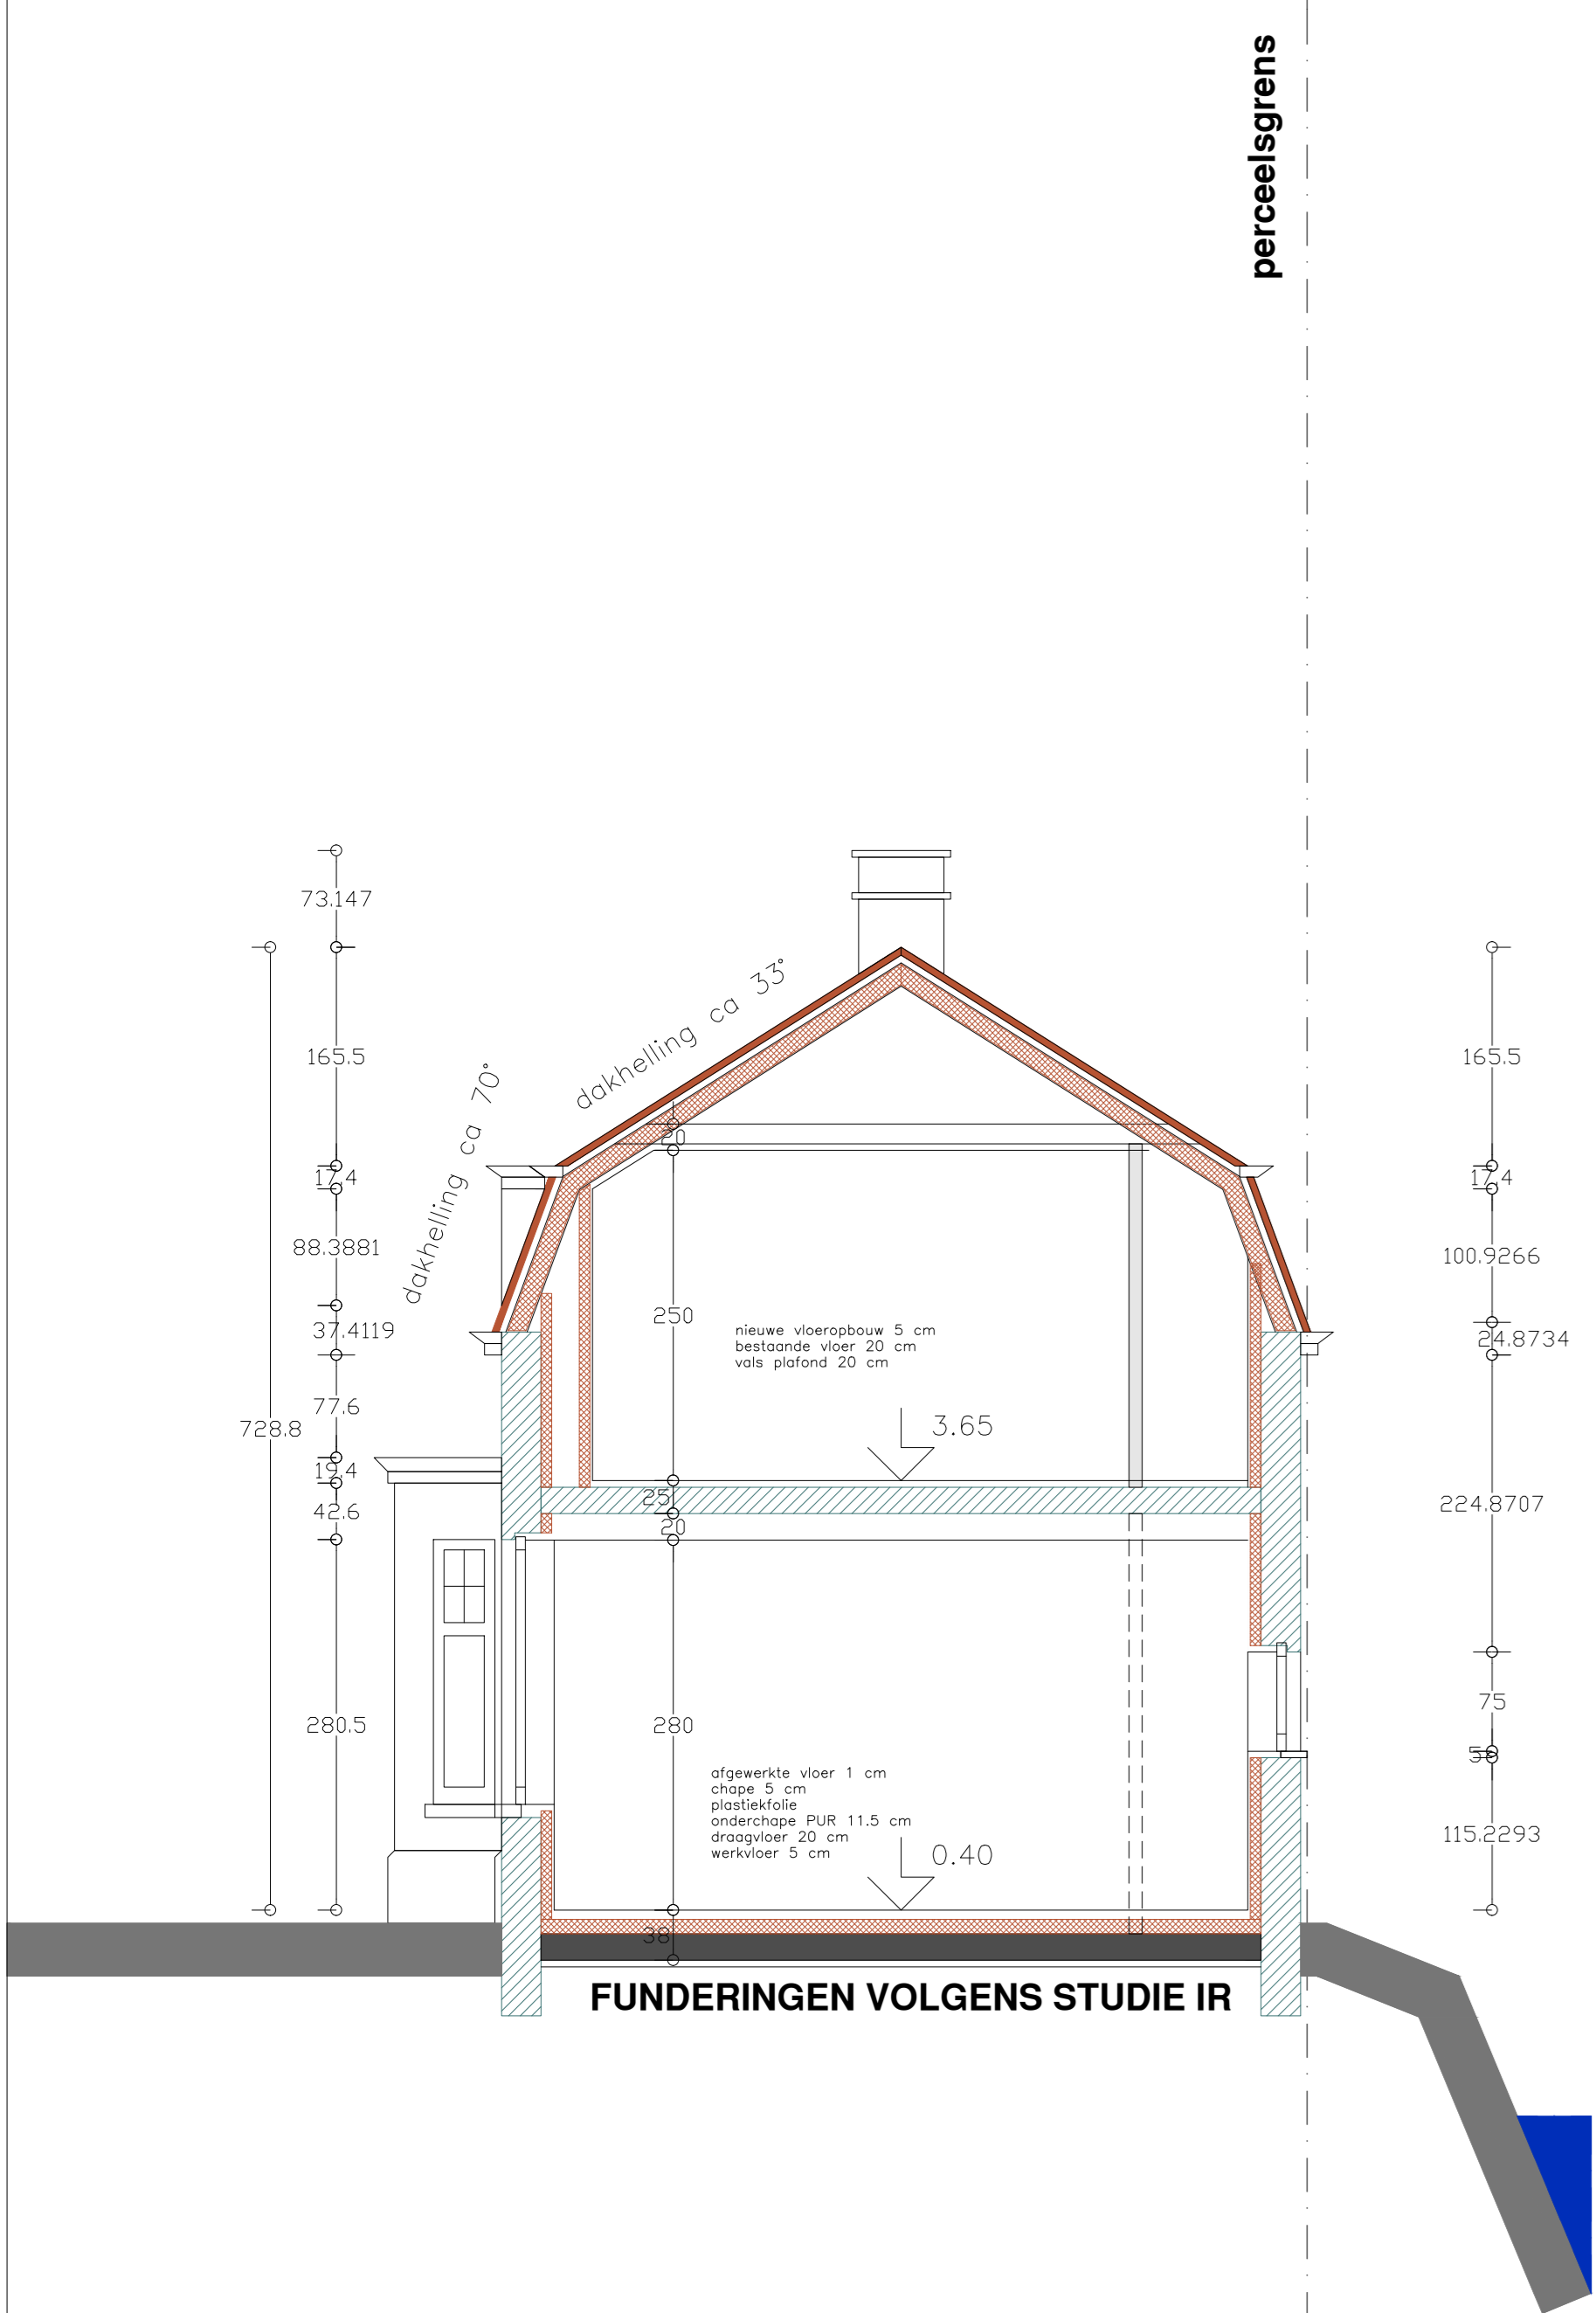 perceelsgrens
73.147
dakhelling ca 33°
165.5
165.5
dakhelling ca 70°
20
17.4
17.4
88.3881
100.9266
250
37.4119
24.8734
nieuwe vloeropbouw 5 cm
bestaande vloer 20 cm
vals plafond 20 cm
77.6
728.8
3.65
19.4
25
224.8707
42.6
20
75
280.5
280
afgewerkte vloer 1 cm
chape 5 cm
plastiekfolie
onderchape PUR 11.5 cm
draagvloer 20 cm
werkvloer 5 cm
115.2293
0.40
38
FUNDERINGEN VOLGENS STUDIE IR